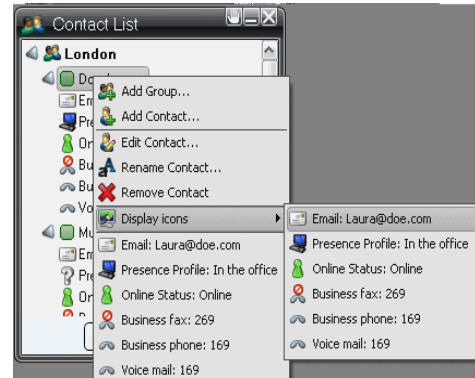 Contact List
London
Add Group...
Add Contact...
Edit Contact...
Rename Contact...
Remove Contact
Display icons
Email: Laura@doe.com
Presence Profile: In the office
Online Status: Online
Business fax: 269
Business phone: 169
Voice mail: 169
Email: Laura@doe.com
Presence Profile: In the office
Online Status: Online
Business fax: 269
Business phone: 169
Voice mail: 169